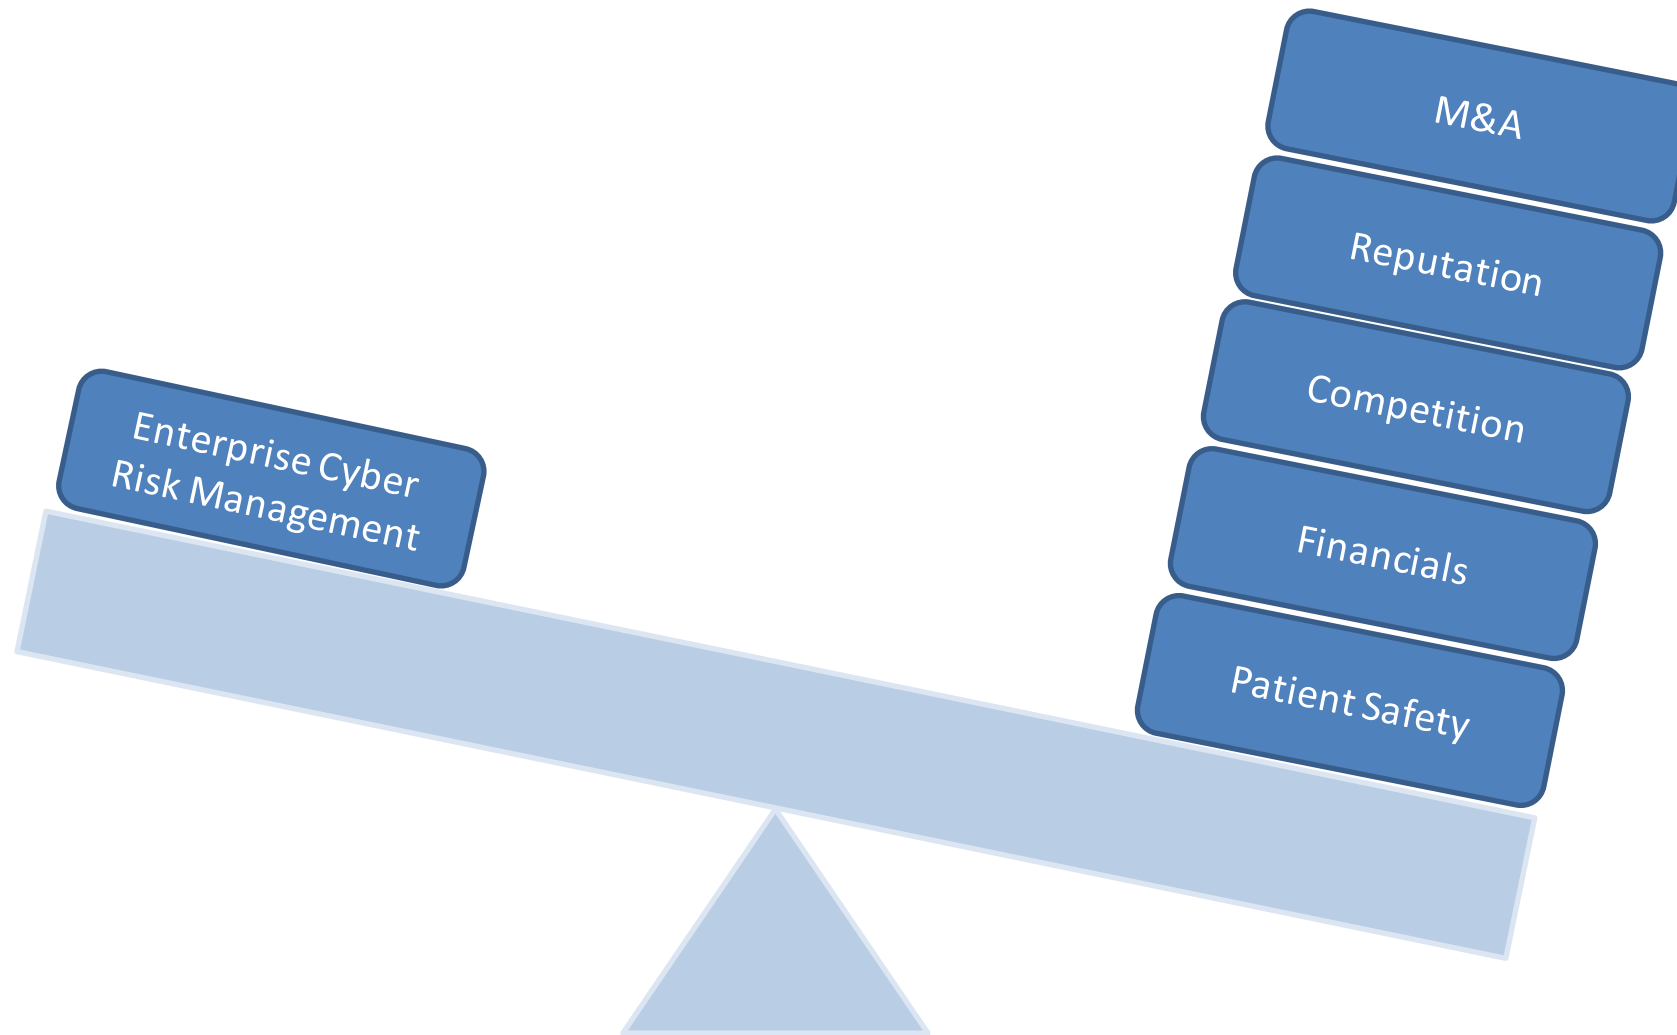 M&A
Reputation
Competition
Financials
Patient Safety
Enterprise Cyber
Risk Management